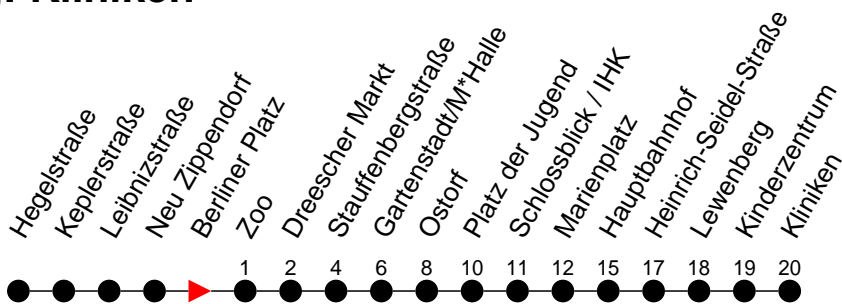 Kliniken
Hegelstraße
Keplerstraße
Leibnizstraße
Neu Zippendorf
Berliner Platz
Zoo
Dreescher Markt
Stauffenbergstraße
Gartenstadt/M*Halle
Ostorf
Platz der Jugend
Schlossblick / IHK
Marienplatz
Hauptbahnhof
Heinrich-Seidel-Straße
Lewenberg
Kinderzentrum
Kliniken
1 2 4 6 8 10 11 12 15 17 18 19 20